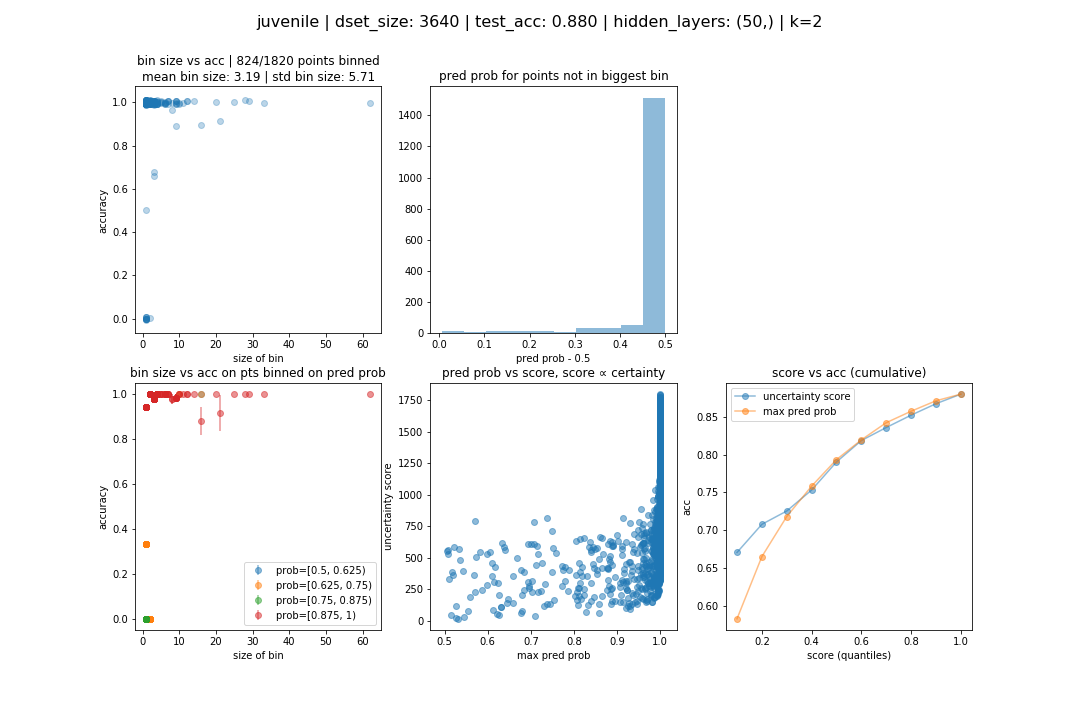 juvenile | dset_size: 3640 | test_acc: 0.880 | hidden_layers: (50,) | k=2
bin size vs acc | 824/1820 points binned
mean bin size: 3.19 | std bin size: 5.71
accuracy
1.0
0.8
0.6
0.4
0.2
0.0
0 10 20 30 40 50 60
size of bin
pred prob for points not in biggest bin
1400
1200
1000
800
600
400
200
0
0.0 0.1 0.2 0.3 0.4 0.5
pred prob - 0.5
bin size vs acc on pts binned on pred prob
accuracy
1.0
0.8
0.6
0.4
0.2
0.0
prob=[0.5, 0.625)
prob=[0.625, 0.75)
prob=[0.75, 0.875)
prob=[0.875, 1)
0 10 20 30 40 50 60
size of bin
pred prob vs score, score ∝ certainty
uncertainty score
1750
1500
1250
1000
750
500
250
0
0.5 0.6 0.7 0.8 0.9 1.0
max pred prob
score vs acc (cumulative)
uncertainty score
max pred prob
acc
0.85
0.80
0.75
0.70
0.65
0.60
0.2 0.4 0.6 0.8 1.0
score (quantiles)